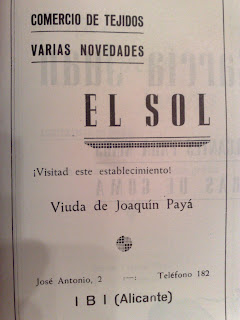 COMERCIO DE TEJIDOS
VARIAS NOVEDADES
EL SOL
¡Visitad este establecimiento!
Viuda de Joaquín Payá
José Antonio, 2 —:— Teléfono 182
IBI (Alicante)